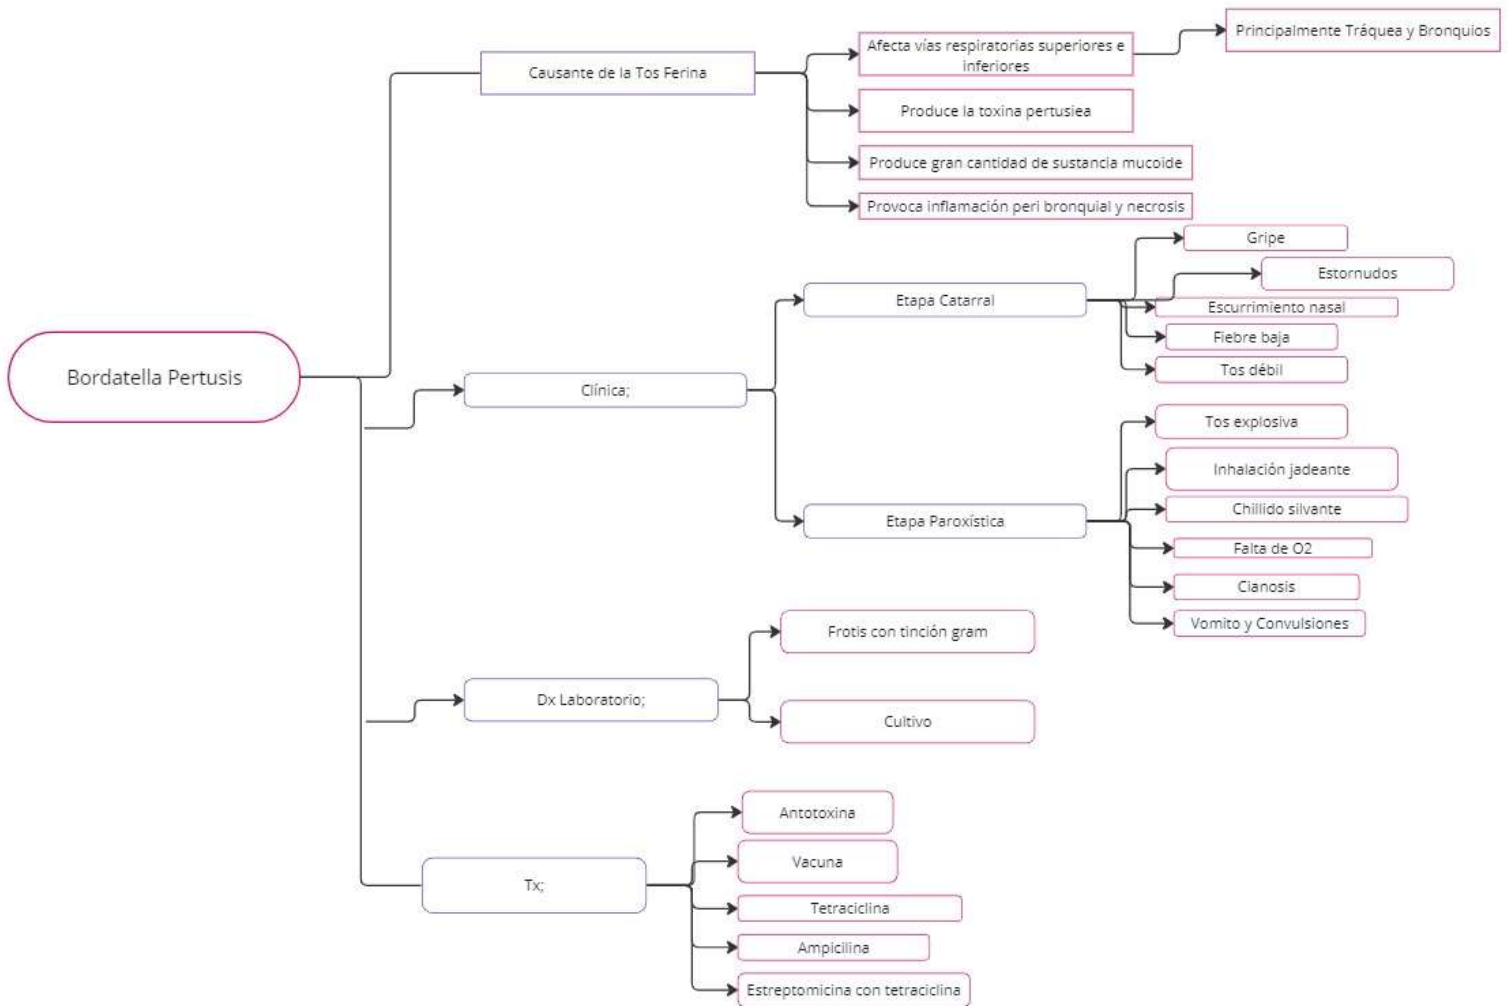 Principalmente Tráquea y Bronquios
Afecta vías respiratorias superiores e
inferiores
Causante de la Tos Ferina
Produce la toxina pertusiea
Produce gran cantidad de sustancia mucoide
Provoca inflamación peri bronquial y necrosis
Bordatella Pertusis
Clínica;
Etapa Catarral
Gripe
Estornudos
Escurrimiento nasal
Fiebre baja
Tos débil
Etapa Paroxística
Tos explosiva
Inhalación jadeante
Chillido silvante
Falta de O2
Cianosis
Vomito y Convulsiones
Dx Laboratorio;
Frotis con tinción gram
Cultivo
Tx;
Antotoxina
Vacuna
Tetraciclina
Ampicilina
Estreptomicina con tetraciclina